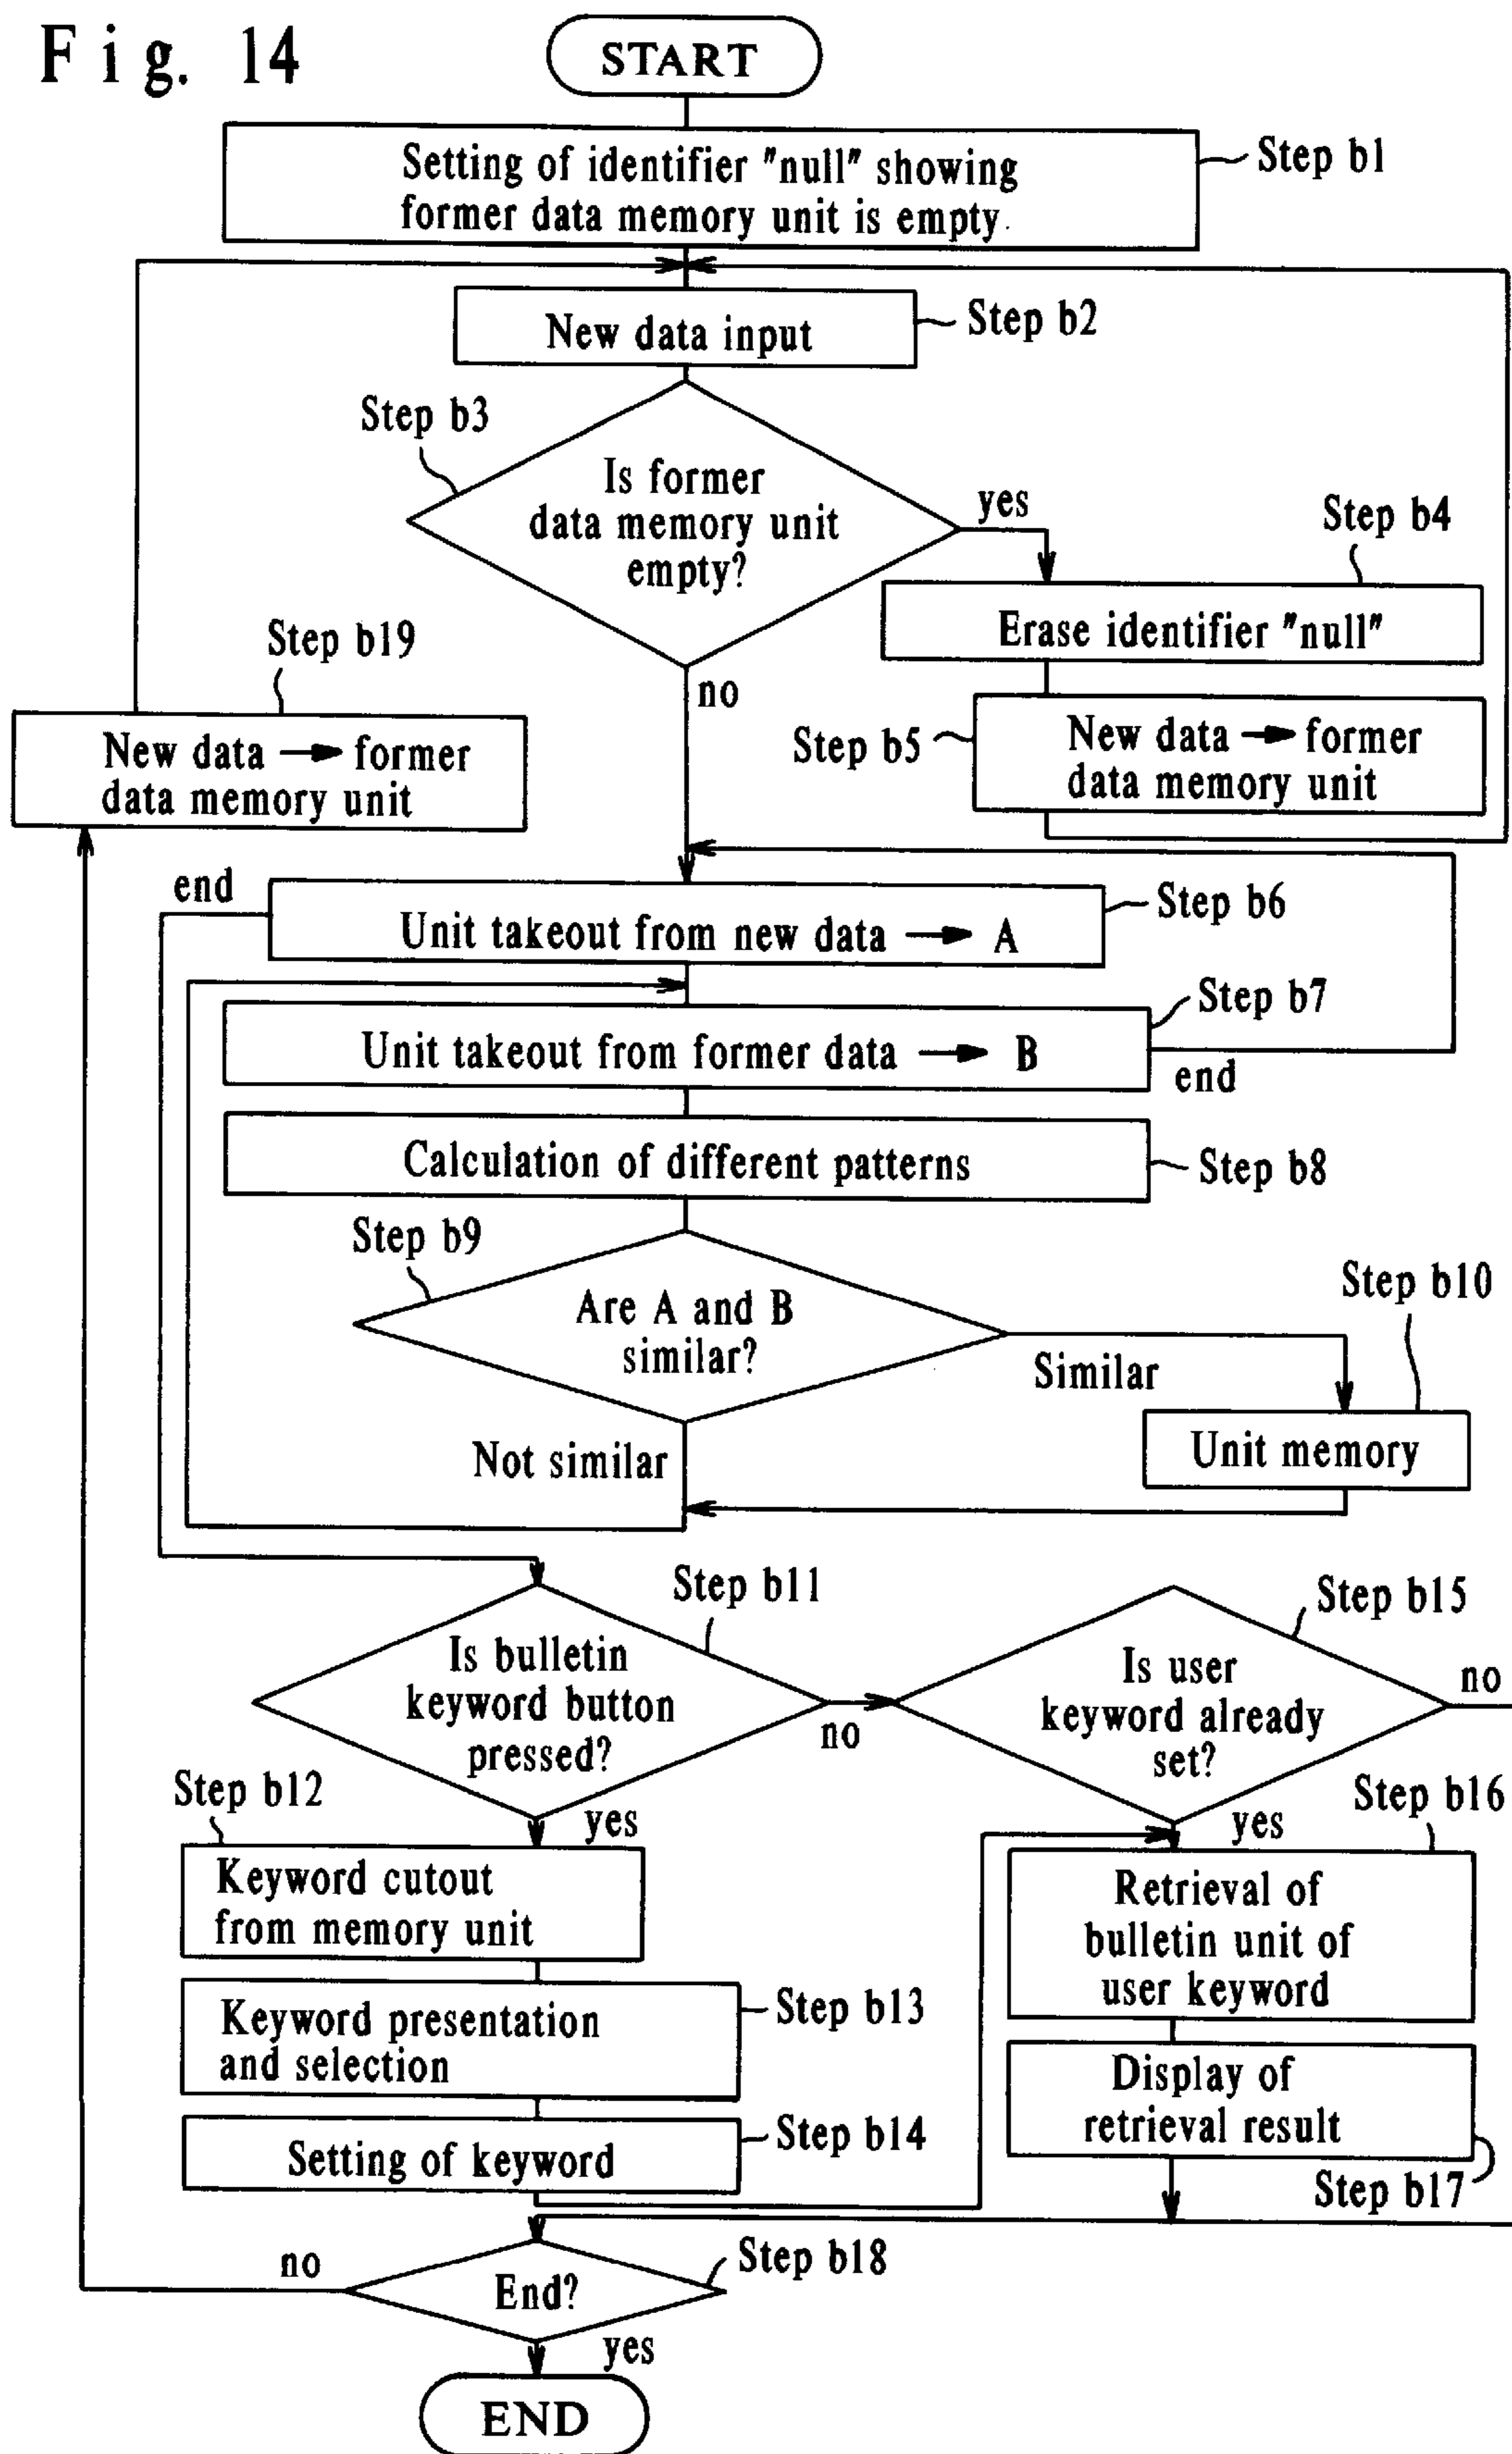 Fig. 14
START
Setting of identifier "null" showing
former data memory unit is empty
Step b1
New data input
Step b2
Step b3
Is former
data memory unit
empty?
yes
Step b4
Erase identifier "null"
Step b19
no
New data → former
data memory unit
Step b5
New data → former
data memory unit
end
Unit takeout from new data → A
Step b6
Step b7
Unit takeout from former data → B
end
Calculation of different patterns
Step b8
Step b9
Are A and B
similar?
Similar
Step b10
Unit memory
Not similar
Step b11
Is bulletin
keyword button
pressed?
no
Step b15
Is user
keyword already
set?
no
Step b12
yes
Keyword cutout
from memory unit
yes
Step b16
Retrieval of
bulletin unit of
user keyword
Keyword presentation
and selection
Step b13
Display of
retrieval result
Setting of keyword
Step b14
Step b17
no
End?
Step b18
yes
END